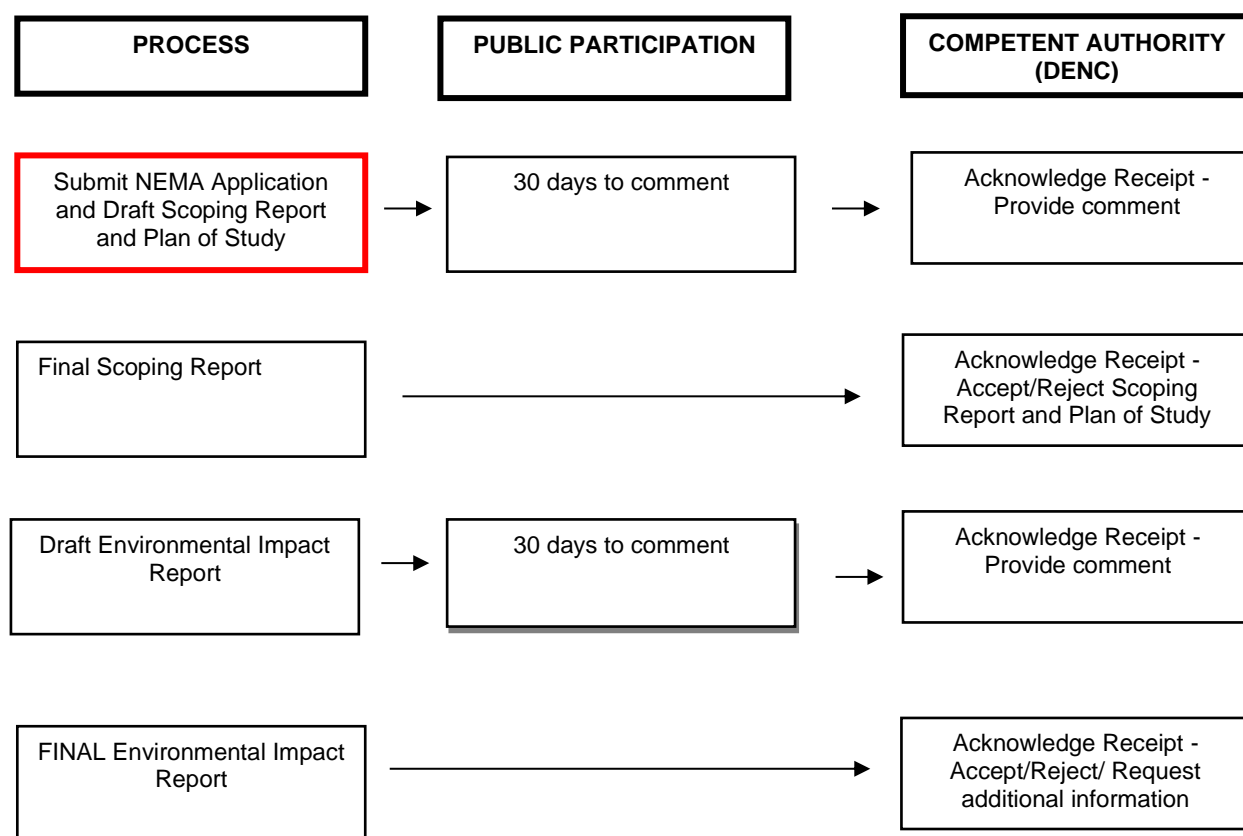 PROCESS
PUBLIC PARTICIPATION
COMPETENT AUTHORITY
(DENC)
Submit NEMA Application
and Draft Scoping Report
and Plan of Study
30 days to comment
Acknowledge Receipt -
Provide comment
Final Scoping Report
Acknowledge Receipt -
Accept/Reject Scoping
Report and Plan of Study
Draft Environmental Impact
Report
30 days to comment
Acknowledge Receipt -
Provide comment
FINAL Environmental Impact
Report
Acknowledge Receipt -
Accept/Reject/ Request
additional information